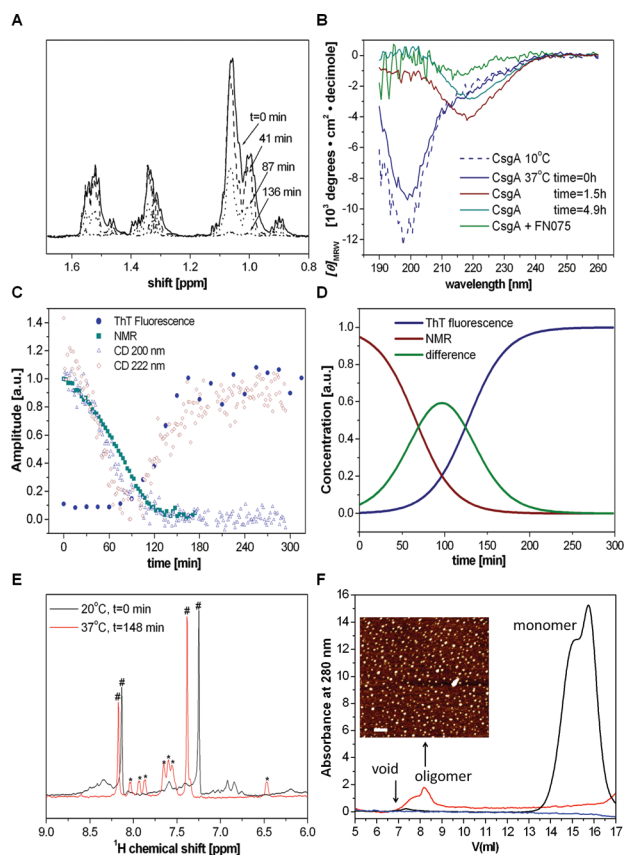 A
t=0 min
41 min
87 min
136 min
1.6 1.4 1.2 1.0 0.8
shift [ppm]
B
[θ]MRW [10³ degrees • cm² • decimole]
0
-2
-4
-6
-8
-10
-12
CsgA 10°C
CsgA 37°C time=0h
CsgA time=1.5h
CsgA time=4.9h
CsgA + FN075
190 200 210 220 230 240 250 260
wavelength [nm]
C
Amplitude [a.u.]
1.4
1.2
1.0
0.8
0.6
0.4
0.2
0.0
ThT Fluorescence
NMR
CD 200 nm
CD 222 nm
0 60 120 180 240 300
time [min]
D
Concentration [a.u.]
1.0
0.8
0.6
0.4
0.2
0.0
ThT fluorescence
NMR
difference
0 50 100 150 200 250 300
time [min]
E
20°C, t=0 min
37°C, t=148 min
# # # #
* * * * * * *
9.0 8.5 8.0 7.5 7.0 6.5 6.0
¹H chemical shift [ppm]
F
Absorbance at 280 nm
16
14
12
10
8
6
4
2
0
monomer
void
oligomer
5 6 7 8 9 10 11 12 13 14 15 16 17
V(ml)